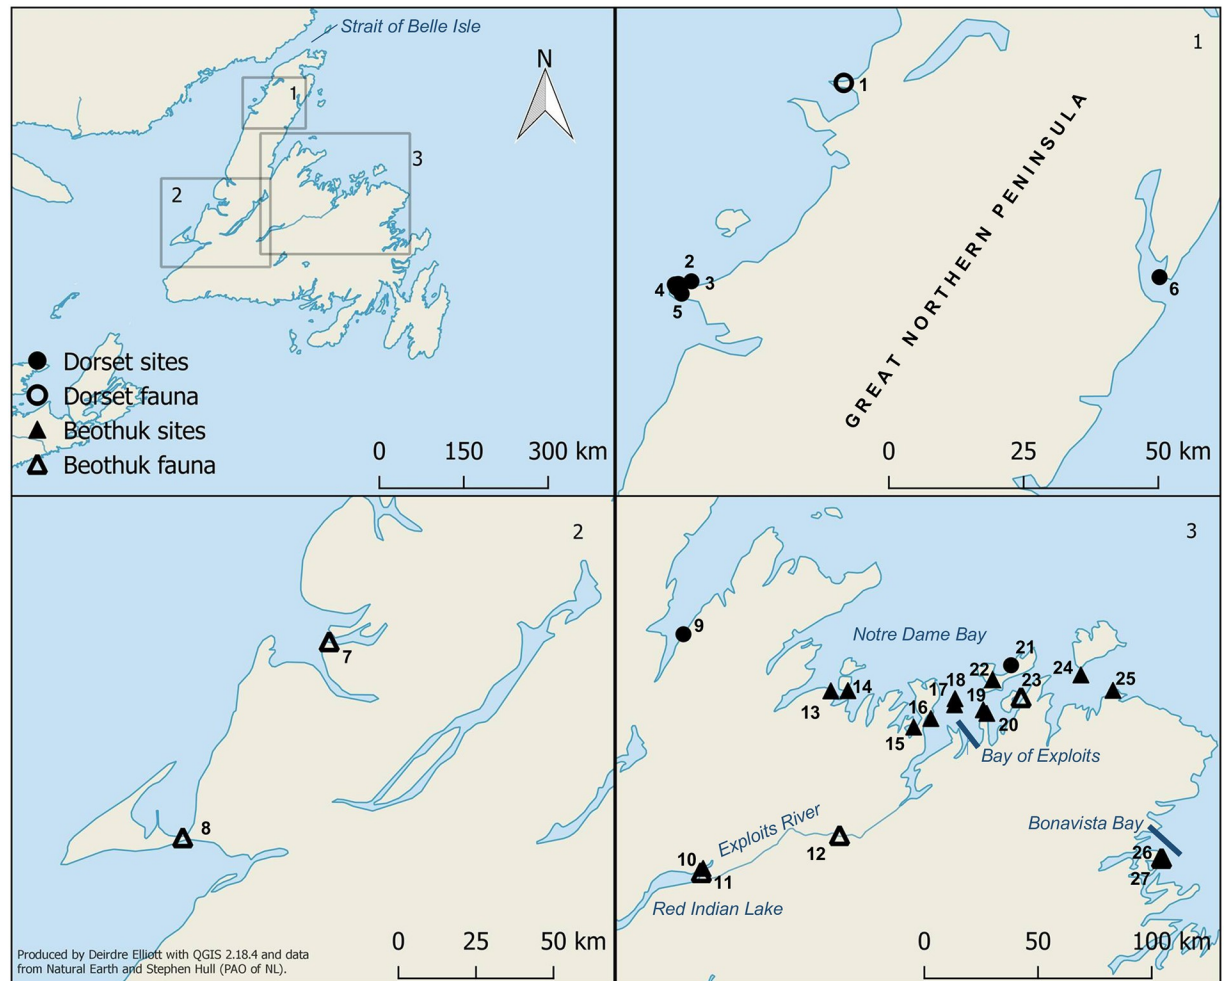 Strait of Belle Isle
N
1
3
2
Dorset sites
Dorset fauna
Beothuk sites
Beothuk fauna
0 150 300 km
1
1
GREAT NORTHERN PENINSULA
2
3
4
5
6
0 25 50 km
2
7
8
0 25 50 km
Produced by Deirdre Elliott with QGIS 2.18.4 and data
from Natural Earth and Stephen Hull (PAO of NL).
3
9
Notre Dame Bay
21
22
24
25
23
18
17
19
14
13
16
20
15
Bay of Exploits
Exploits River
Bonavista Bay
12
10
11
26
27
Red Indian Lake
0 50 100 km